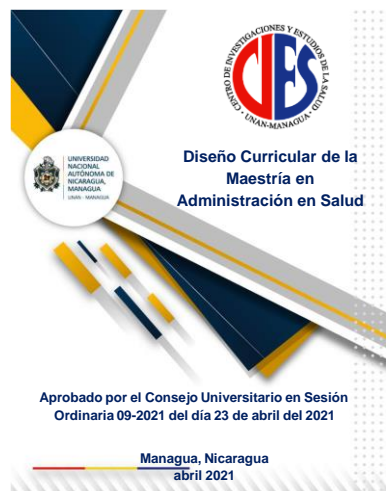 CENTRO DE INVESTIGACIONES Y ESTUDIOS DE LA SALUD
CIES
UNAN-MANAGUA
UNIVERSIDAD
NACIONAL
AUTÓNOMA DE
NICARAGUA,
MANAGUA
UNAN - MANAGUA
Diseño Curricular de la
Maestría en
Administración en Salud
Aprobado por el Consejo Universitario en Sesión
Ordinaria 09-2021 del día 23 de abril del 2021
Managua, Nicaragua
abril 2021